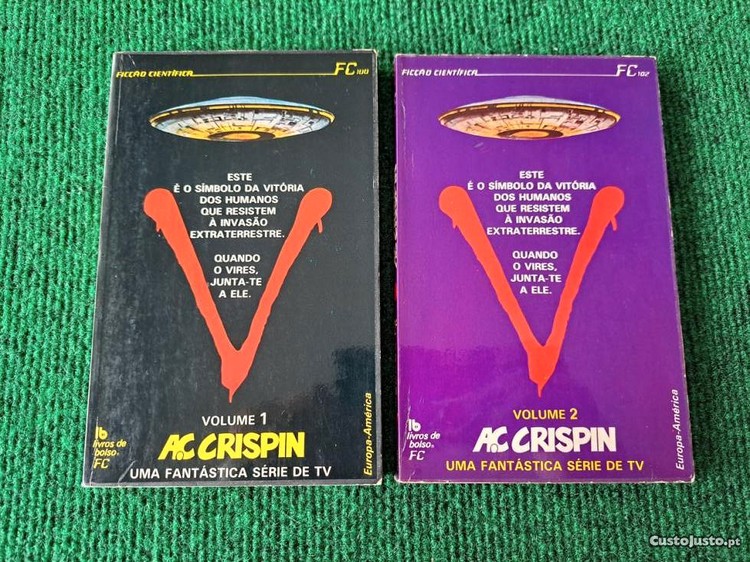 FICÇÃO CIENTÍFICA
FC 100
ESTE
É O SÍMBOLO DA VITÓRIA
DOS HUMANOS
QUE RESISTEM
À INVASÃO
EXTRATERRESTRE.
QUANDO
O VIRES,
JUNTA-TE
A ELE.
V
VOLUME 1
A.C. CRISPIN
UMA FANTÁSTICA SÉRIE DE TV
lb
livros de
bolso.
FC
Europa-América
FICÇÃO CIENTÍFICA
FC 102
ESTE
É O SÍMBOLO DA VITÓRIA
DOS HUMANOS
QUE RESISTEM
À INVASÃO
EXTRATERRESTRE.
QUANDO
O VIRES,
JUNTA-TE
A ELE.
V
VOLUME 2
A.C. CRISPIN
UMA FANTÁSTICA SÉRIE DE TV
lb
livros de
bolso.
FC
Europa-América
CustoJusto.pt